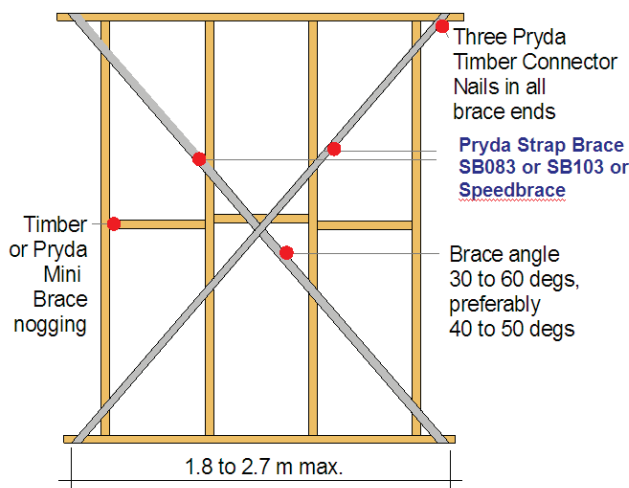 Three Pryda
Timber Connector
Nails in all
brace ends
Pryda Strap Brace
SB083 or SB103 or
Speedbrace
Timber
or Pryda
Mini
Brace
nogging
Brace angle
30 to 60 degs,
preferably
40 to 50 degs
1.8 to 2.7 m max.